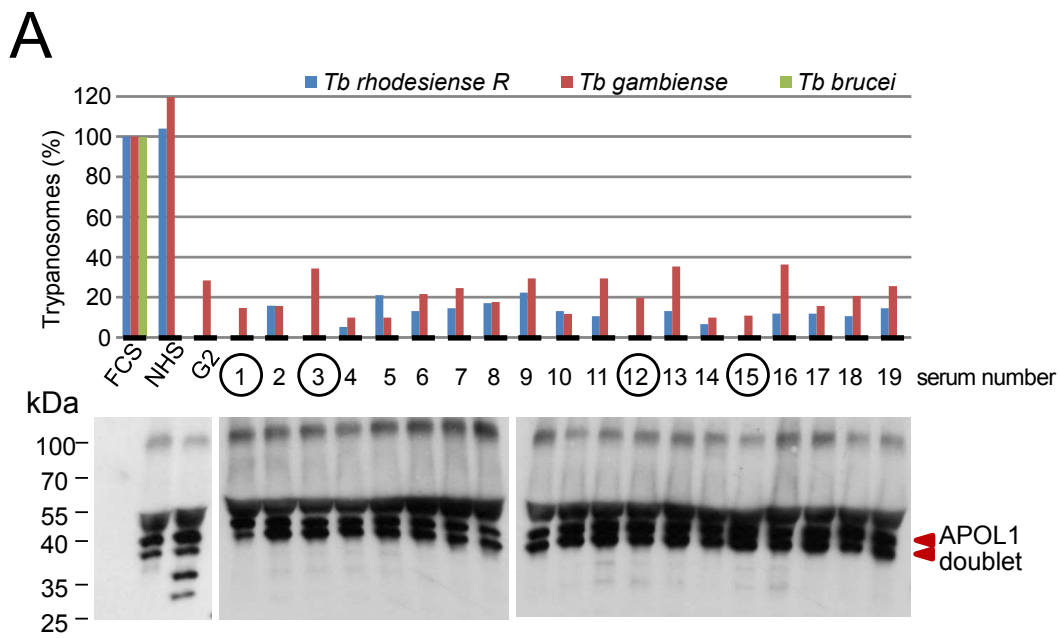 A
Tb rhodesiense R Tb gambiense Tb brucei
Trypanosomes (%)
120
100
80
60
40
20
0
FCS NHS G2 1 2 3 4 5 6 7 8 9 10 11 12 13 14 15 16 17 18 19 serum number
kDa
100
70
55
40
35
25
APOL1
doublet